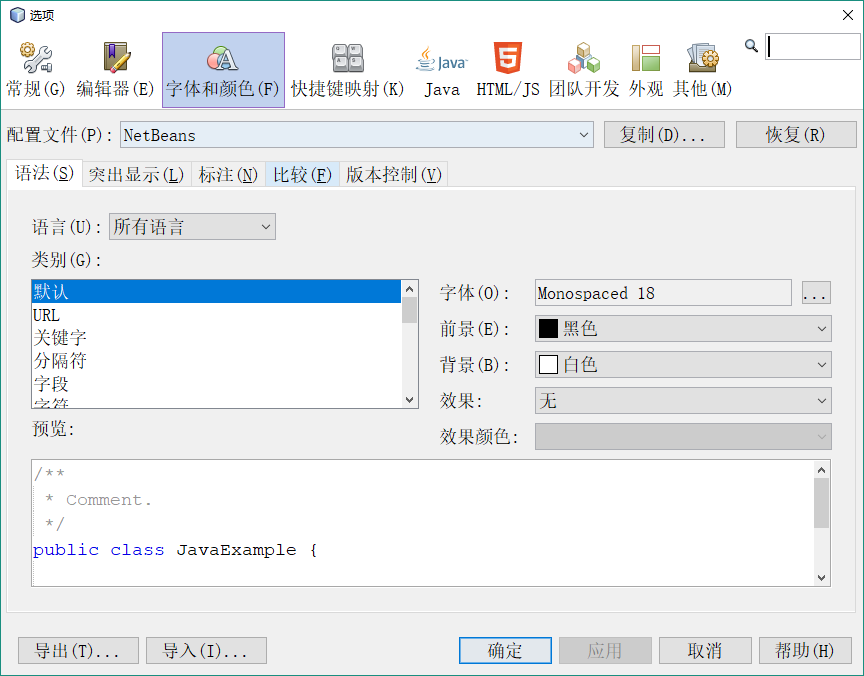 选项
常规(G) 编辑器(E) 字体和颜色(F) 快捷键映射(K) Java HTML/JS 团队开发 外观 其他(M)
配置文件(P): NetBeans 复制(D)... 恢复(R)
语法(S) 突出显示(L) 标注(N) 比较(F) 版本控制(V)
语言(U): 所有语言
类别(G):
默认
URL
关键字
分隔符
字段
字符
字体(O): Monospaced 18 ...
前景(E): 黑色
背景(B): 白色
效果: 无
效果颜色:
预览:
/**
* Comment.
*/
public class JavaExample {
导出(T)... 导入(I)... 确定 应用 取消 帮助(H)